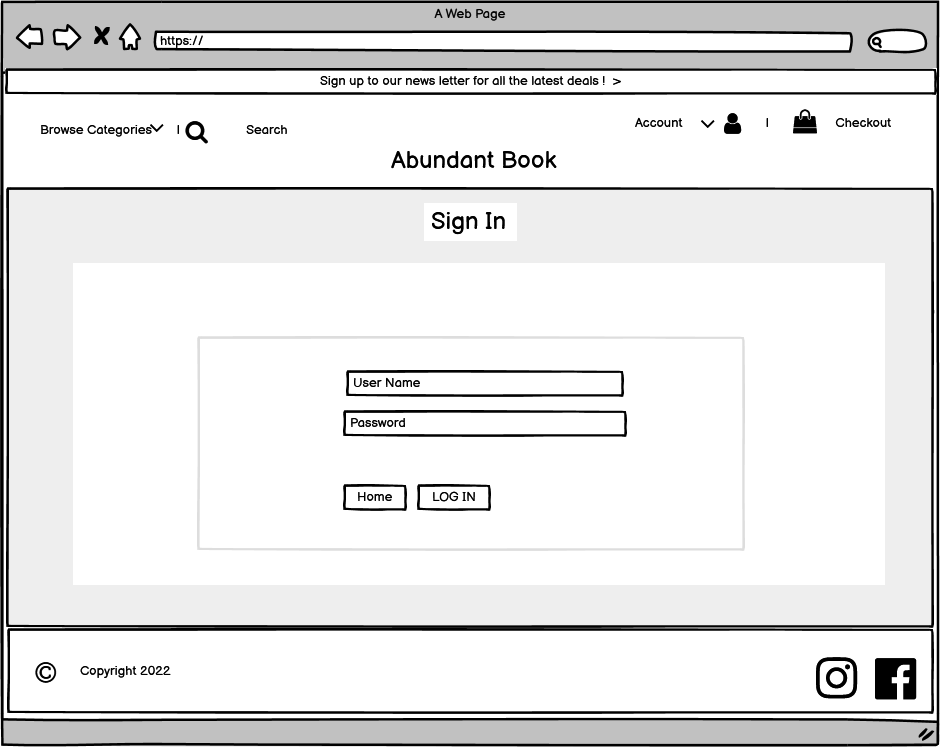 A Web Page
https://
Sign up to our news letter for all the latest deals ! >
Browse Categories | Search
Account | Checkout
Abundant Book
Sign In
User Name
Password
Home LOG IN
© Copyright 2022